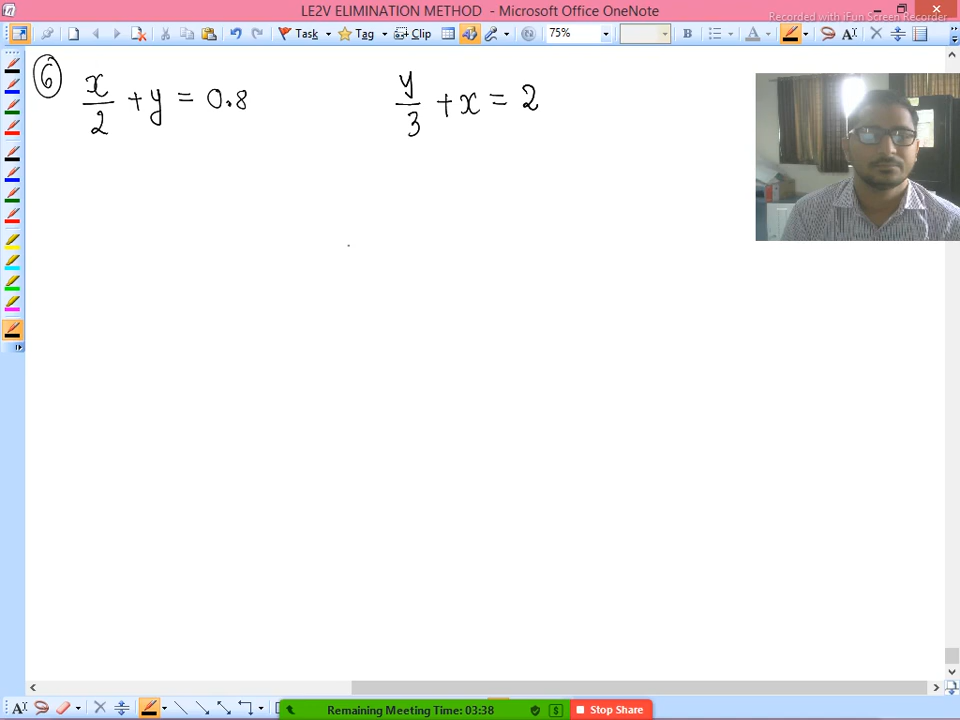 LE2V ELIMINATION METHOD - Microsoft Office OneNote
Recorded with iFun Screen Recorder
Task Tag Clip 75% B A A
⑥ x/2 + y = 0.8 y/3 + x = 2
A Remaining Meeting Time: 03:38 Stop Share